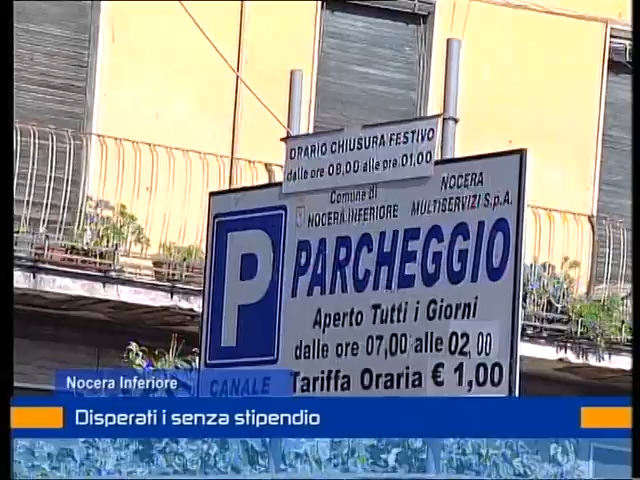 ORARIO CHIUSURA FESTIVO
dalle ore 08,00 alle ore 01,00
Comune di
NOCERA INFERIORE
NOCERA
MULTISERVIZI S.p.A.
P
PARCHEGGIO
Aperto Tutti i Giorni
dalle ore 07,00 alle 02,00
CANALE
Tariffa Oraria € 1,00
Nocera Inferiore
Disperati i senza stipendio